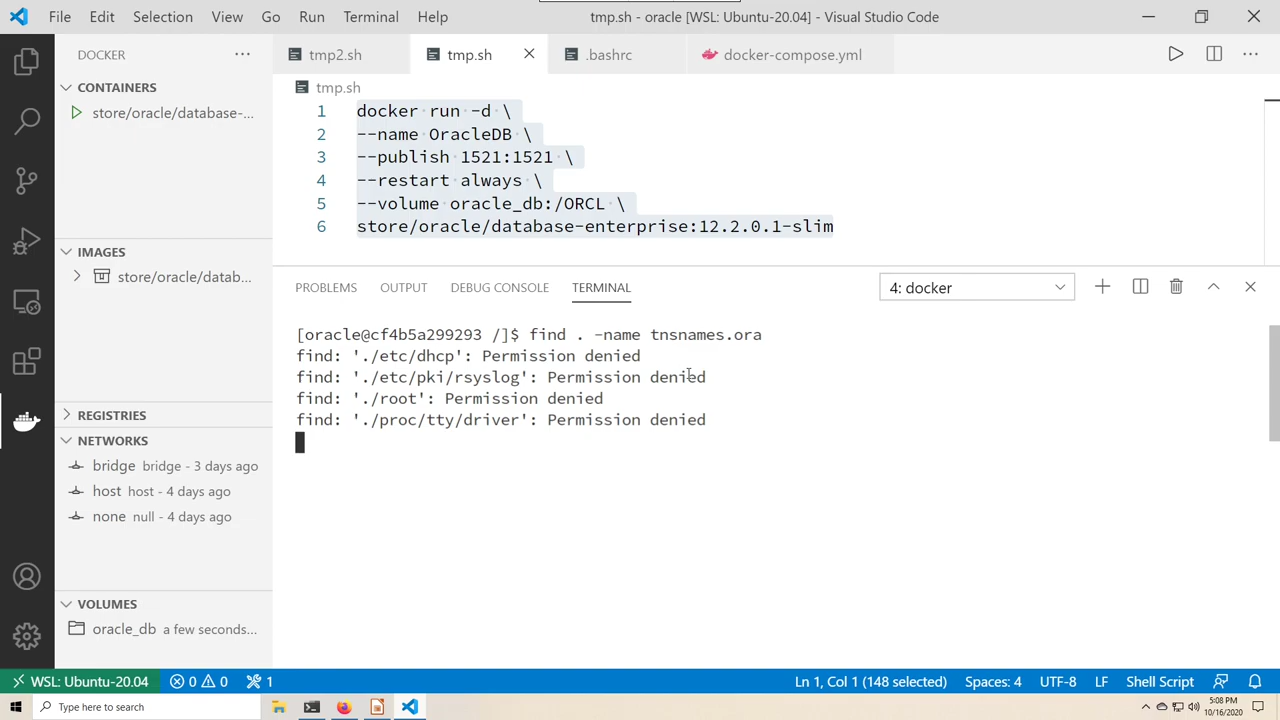 File Edit Selection View Go Run Terminal Help tmp.sh - oracle [WSL: Ubuntu-20.04] - Visual Studio Code
DOCKER ···
tmp2.sh tmp.sh .bashrc docker-compose.yml ···
CONTAINERS
store/oracle/database-...
IMAGES
store/oracle/datab...
REGISTRIES
NETWORKS
bridge bridge - 3 days ago
host host - 4 days ago
none null - 4 days ago
VOLUMES
oracle_db a few seconds...
tmp.sh
1 docker run -d \
2 --name OracleDB \
3 --publish 1521:1521 \
4 --restart always \
5 --volume oracle_db:/ORCL \
6 store/oracle/database-enterprise:12.2.0.1-slim
PROBLEMS OUTPUT DEBUG CONSOLE TERMINAL 4: docker
[oracle@cf4b5a299293 /]$ find . -name tnsnames.ora
find: './etc/dhcp': Permission denied
find: './etc/pki/rsyslog': Permission denied
find: './root': Permission denied
find: './proc/tty/driver': Permission denied
WSL: Ubuntu-20.04 0 0 1 Ln 1, Col 1 (148 selected) Spaces: 4 UTF-8 LF Shell Script
Type here to search
5:08 PM
10/16/2020